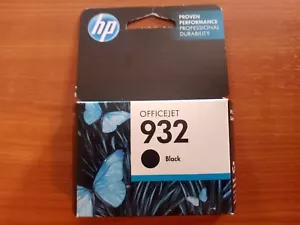 hp
PROVEN
PERFORMANCE
PROFESSIONAL
DURABILITY
OFFICEJET
932
Black